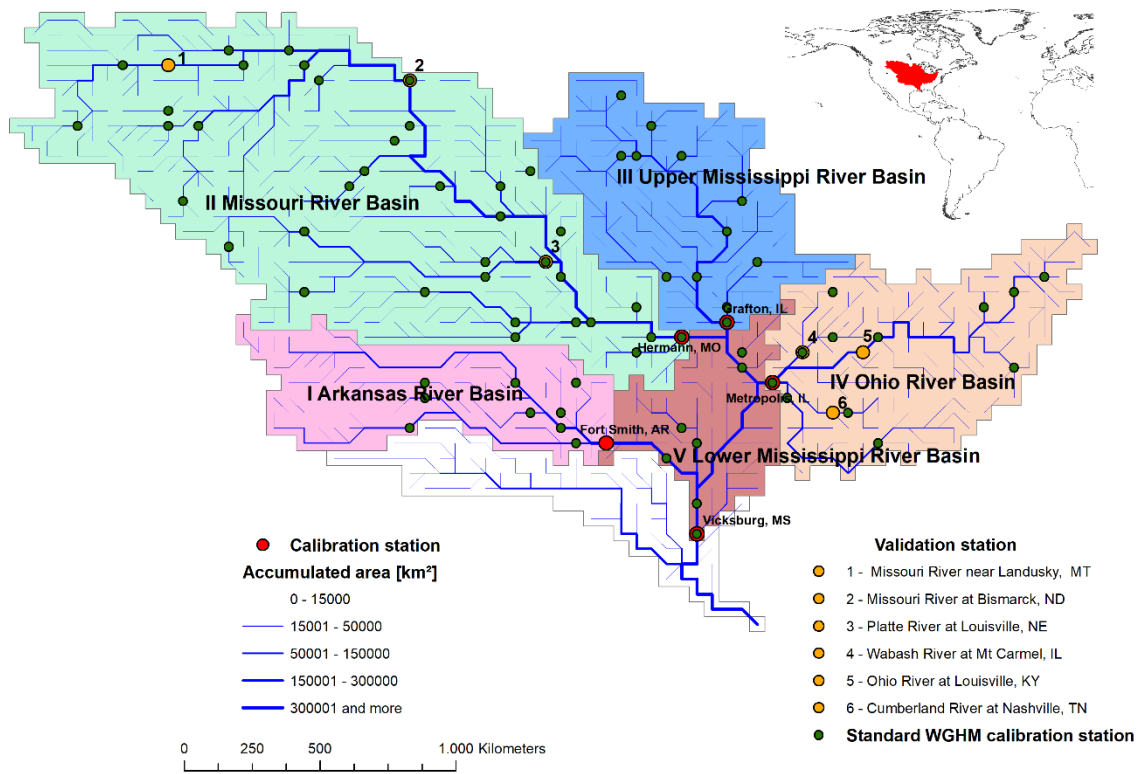 1
2
III Upper Mississippi River Basin
II Missouri River Basin
3
Grafton, IL
Hermann, MO
4
5
IV Ohio River Basin
I Arkansas River Basin
Metropolis, IL
6
Fort Smith, AR
V Lower Mississippi River Basin
Vicksburg, MS
Calibration station
Accumulated area [km²]
0 - 15000
15001 - 50000
50001 - 150000
150001 - 300000
300001 and more
0 250 500 1.000 Kilometers
Validation station
1 - Missouri River near Landusky, MT
2 - Missouri River at Bismarck, ND
3 - Platte River at Louisville, NE
4 - Wabash River at Mt Carmel, IL
5 - Ohio River at Louisville, KY
6 - Cumberland River at Nashville, TN
Standard WGHM calibration station